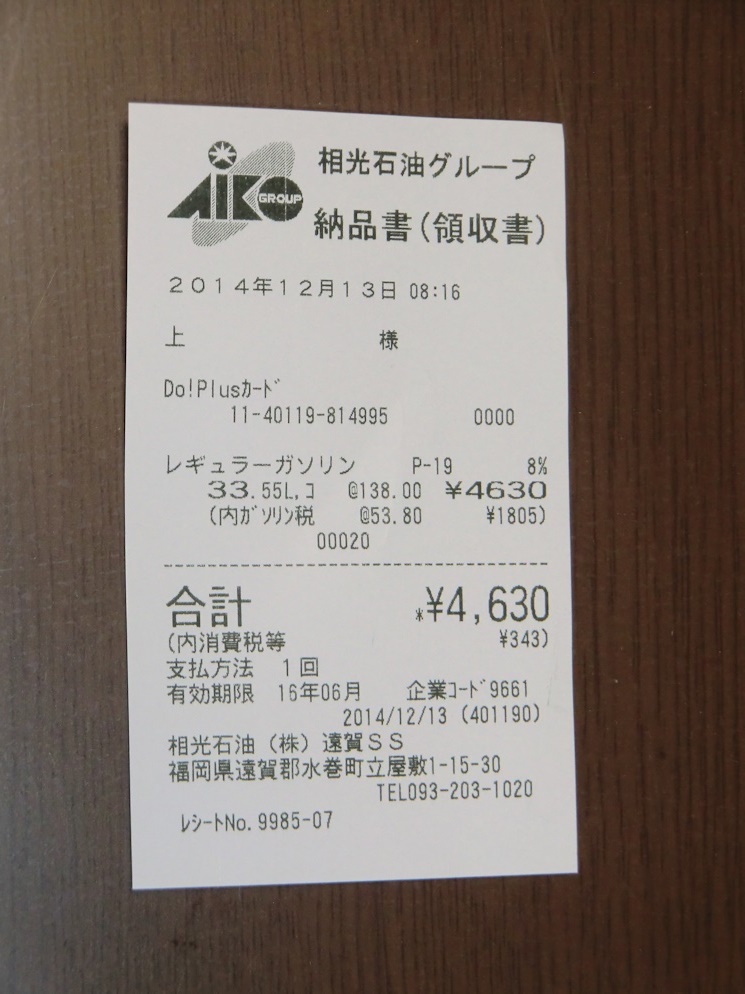 AIKO GROUP
相光石油グループ
納品書(領収書)
2014年12月13日 08:16
上 様
Do!Plusｶｰﾄﾞ
11-40119-814995 0000
レギュラーガソリン P-19 8%
33.55L,ｺ @138.00 ¥4630
(内ｶﾞｿﾘﾝ税 @53.80 ¥1805)
00020
合計 *¥4,630
(内消費税等 ¥343)
支払方法 1回
有効期限 16年06月 企業ｺｰﾄﾞ9661
2014/12/13 (401190)
相光石油(株)遠賀SS
福岡県遠賀郡水巻町立屋敷1-15-30
TEL093-203-1020
ﾚｼｰﾄNo.9985-07